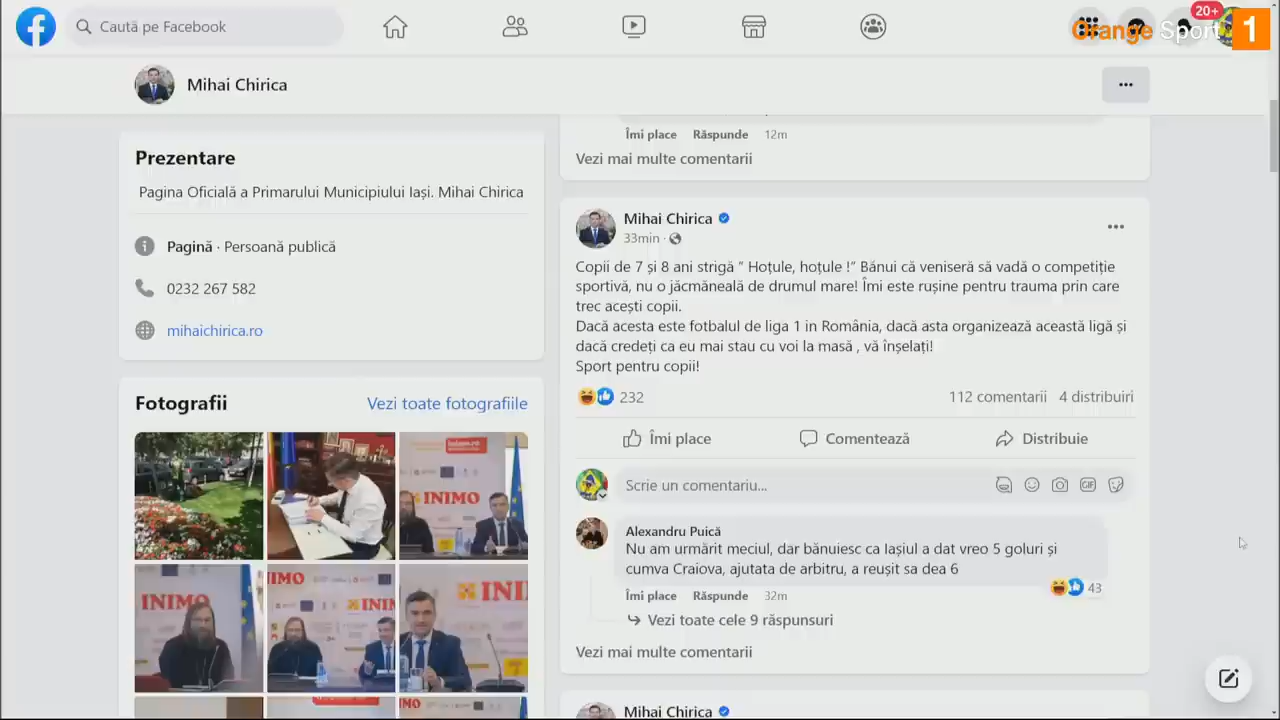 Caută pe Facebook
20+
Orange Sport 1
Mihai Chirica
Îmi place Răspunde 12m
Vezi mai multe comentarii
Prezentare
Pagina Oficială a Primarului Municipiului Iași. Mihai Chirica
Pagină · Persoană publică
0232 267 582
mihaichirica.ro
Fotografii
Vezi toate fotografiile
INIMO
INIMO
INIMO
INI
INI
Mihai Chirica
33min ·
Copii de 7 și 8 ani strigă " Hoțule, hoțule !" Bănui că veniseră să vadă o competiție
sportivă, nu o jăcmăneală de drumul mare! Îmi este rușine pentru trauma prin care
trec acești copii.
Dacă acesta este fotbalul de liga 1 in România, dacă asta organizează această ligă și
dacă credeți ca eu mai stau cu voi la masă , vă înșelați!
Sport pentru copii!
232
112 comentarii 4 distribuiri
Îmi place Comentează Distribuie
Scrie un comentariu...
GIF
Alexandru Puică
Nu am urmărit meciul, dar bănuiesc ca Iașiul a dat vreo 5 goluri și
cumva Craiova, ajutata de arbitru, a reușit sa dea 6
43
Îmi place Răspunde 32m
Vezi toate cele 9 răspunsuri
Vezi mai multe comentarii
Mihai Chirica